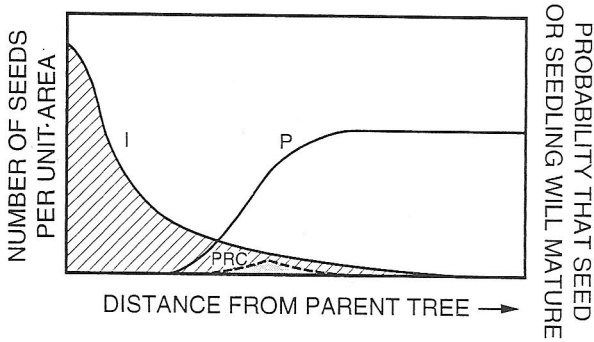 NUMBER OF SEEDS
PER UNIT·AREA
I
P
PRC
DISTANCE FROM PARENT TREE
PROBABILITY THAT SEED
OR SEEDLING WILL MATURE